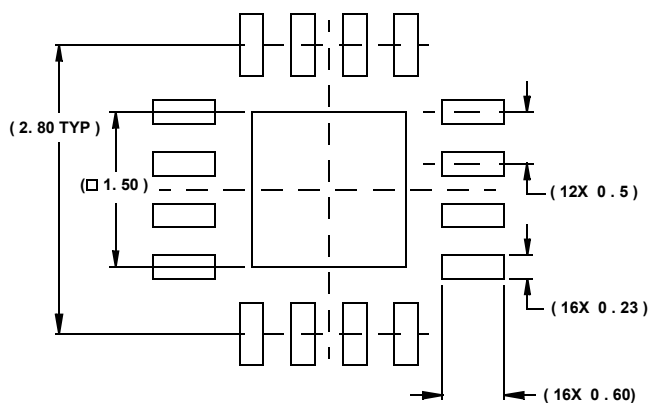 ( 2. 80 TYP )
(□ 1. 50 )
( 12X 0 . 5 )
( 16X 0 . 23 )
( 16X 0 . 60)